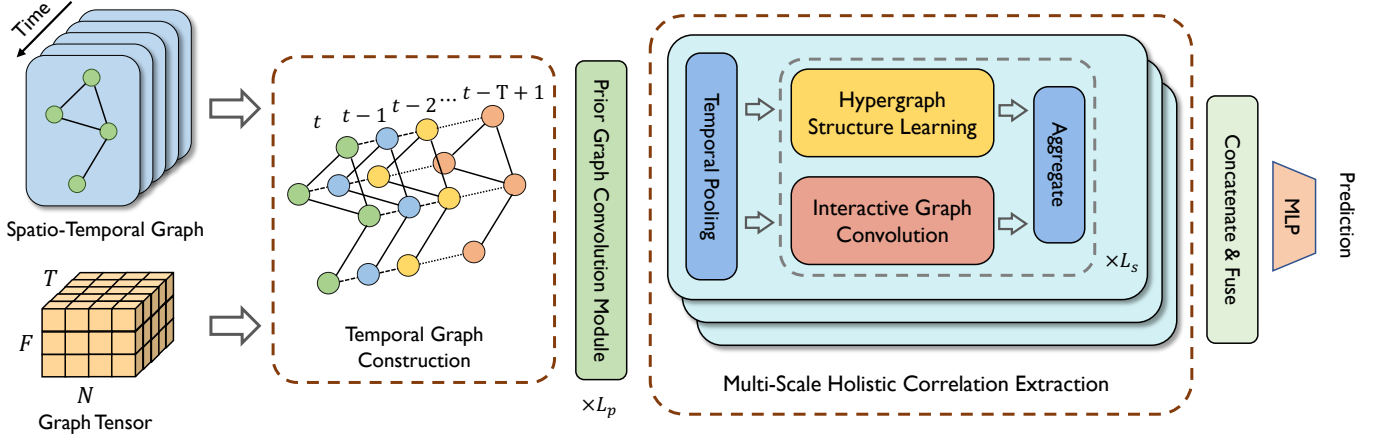 Time
Spatio-Temporal Graph
T
F
N
Graph Tensor
t
t − 1
t − 2
...
t − T + 1
Temporal Graph
Construction
Prior Graph Convolution Module
×L_p
Temporal Pooling
Hypergraph
Structure Learning
Interactive Graph
Convolution
Aggregate
×L_s
Multi-Scale Holistic Correlation Extraction
Concatenate & Fuse
MLP
Prediction